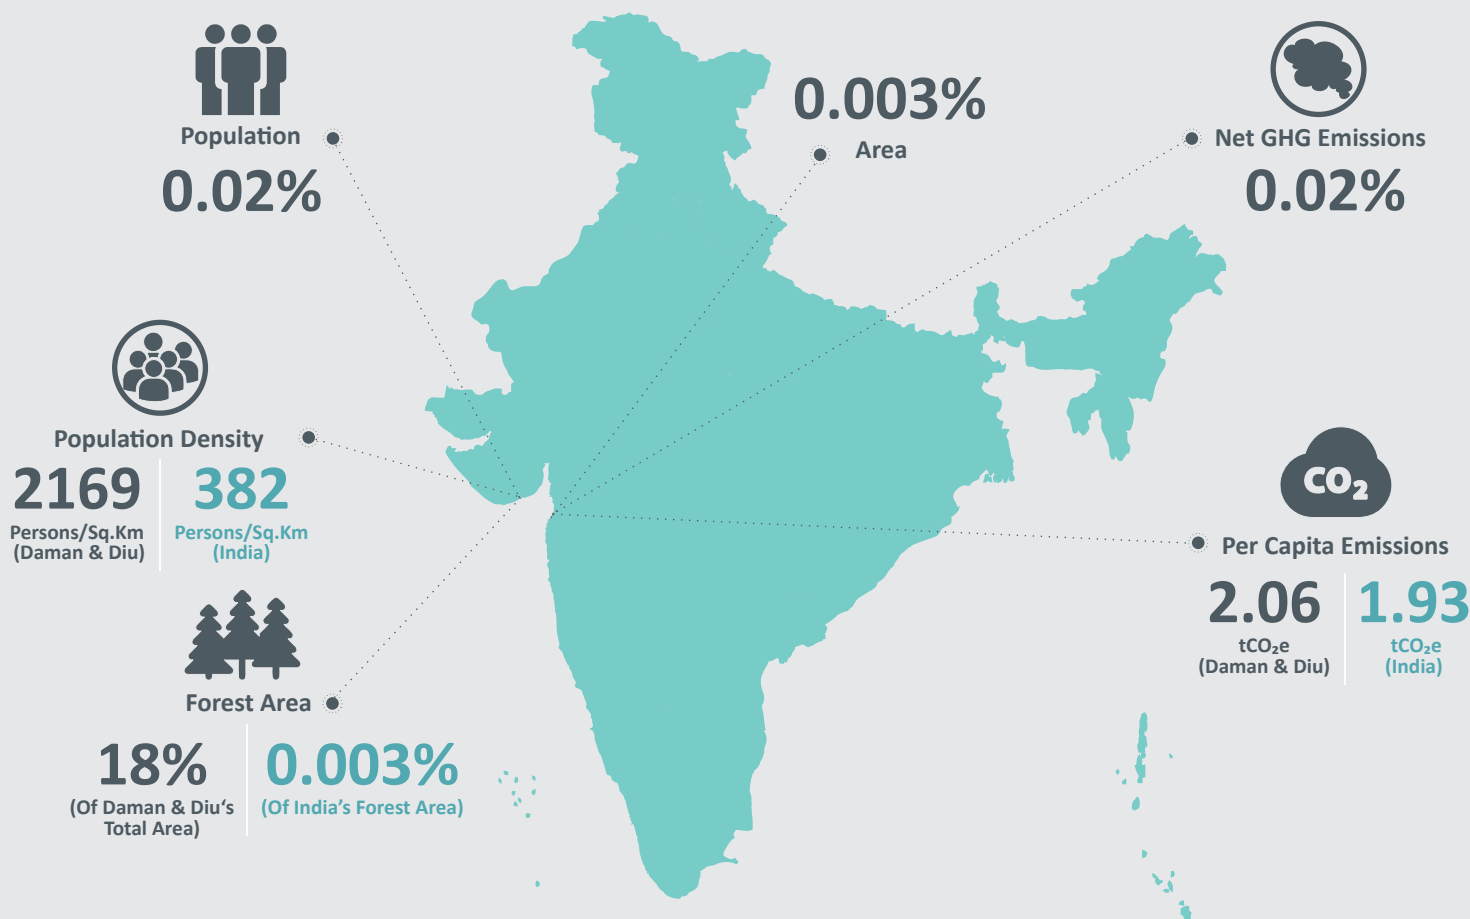 Population
0.02%
0.003%
Area
Net GHG Emissions
0.02%
Population Density
2169
Persons/Sq.Km
(Daman & Diu)
382
Persons/Sq.Km
(India)
Forest Area
18%
(Of Daman & Diu‘s
Total Area)
0.003%
(Of India’s Forest Area)
CO₂
Per Capita Emissions
2.06
tCO₂e
(Daman & Diu)
1.93
tCO₂e
(India)